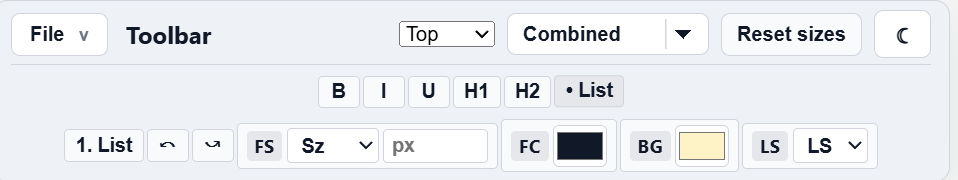 File v Toolbar Top Combined Reset sizes
B I U H1 H2 • List
1. List FS Sz px FC BG LS LS